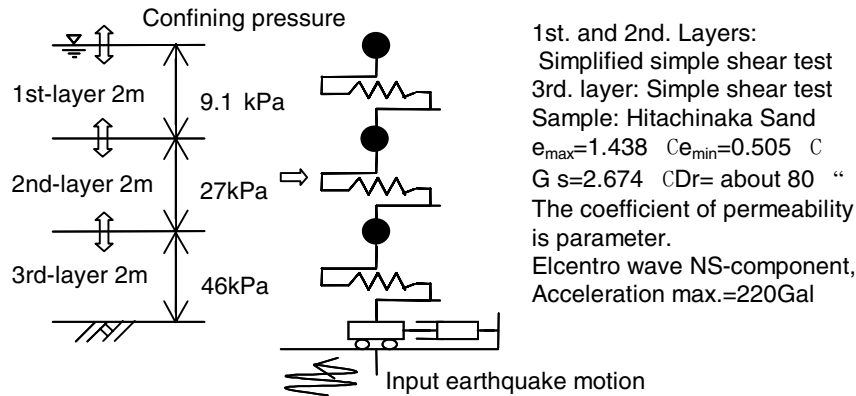 Confining pressure
1st-layer 2m
9.1 kPa
2nd-layer 2m
27kPa
3rd-layer 2m
46kPa
Input earthquake motion
1st. and 2nd. Layers:
Simplified simple shear test
3rd. layer: Simple shear test
Sample: Hitachinaka Sand
emax=1.438 Cemin=0.505 C
G s=2.674 CDr= about 80 “
The coefficient of permeability
is parameter.
Elcentro wave NS-component,
Acceleration max.=220Gal